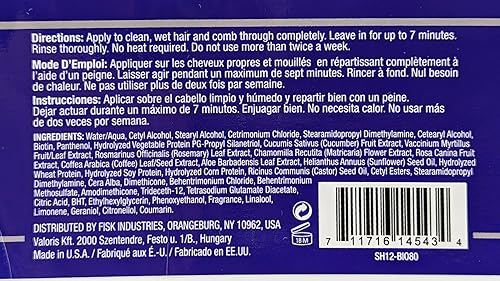 Directions: Apply to clean, wet hair and comb through completely. Leave in for up to 7 minutes.
Rinse thoroughly. No heat required. Do not use more than twice a week.
Mode D'Emploi: Appliquer sur les cheveux propres et mouillés en répartissant complètement à
l'aide d'un peigne. Laisser agir pendant un maximum de sept minutes. Rincer à fond. Nul besoin
de chaleur. Ne pas utiliser plus de deux fois par semaine.
Instrucciones: Aplicar sobre el cabello limpio y húmedo y repartir bien con un peine.
Dejar actuar durante un máximo de 7 minutos. Enjuagar bien. No necesita calor. No usar más
de dos veces por semana.
INGREDIENTS: Water/Aqua, Cetyl Alcohol, Stearyl Alcohol, Cetrimonium Chloride, Stearamidopropyl Dimethylamine, Cetearyl Alcohol,
Biotin, Panthenol, Hydrolyzed Vegetable Protein PG-Propyl Silanetriol, Cucumis Sativus (Cucumber) Fruit Extract, Vaccinium Myrtillus
Fruit/Leaf Extract, Rosmarinus Officinalis (Rosemary) Leaf Extract, Chamomilla Recutita (Matricaria) Flower Extract, Rosa Canina Fruit
Extract, Coffea Arabica (Coffee) Leaf/Seed Extract, Aloe Barbadensis Leaf Extract, Helianthus Annuus (Sunflower) Seed Oil, Hydrolyzed
Wheat Protein, Hydrolyzed Soy Protein, Hydrolyzed Corn Protein, Ricinus Communis (Castor) Seed Oil, Cetyl Esters, Stearamidopropyl
Dimethylamine, Cera Alba, Dimethicone, Behentrimonium Chloride, Behentrimonium
Methosulfate, Amodimethicone, Trideceth-12, Tetrasodium Glutamate Diacetate,
Citric Acid, BHT, Ethylhexylglycerin, Phenoxyethanol, Fragrance, Linalool,
Limonene, Geraniol, Citronellol, Coumarin.
DISTRIBUTED BY FISK INDUSTRIES, ORANGEBURG, NY 10962, USA
Valoris Kft. 2000 Szentendre, Festo u. 1/B., Hungary
Made in U.S.A. / Fabriqué aux É.-U. / Fabricado en EE.UU.
18M
7 11716 14543 4
SH12-BIO80